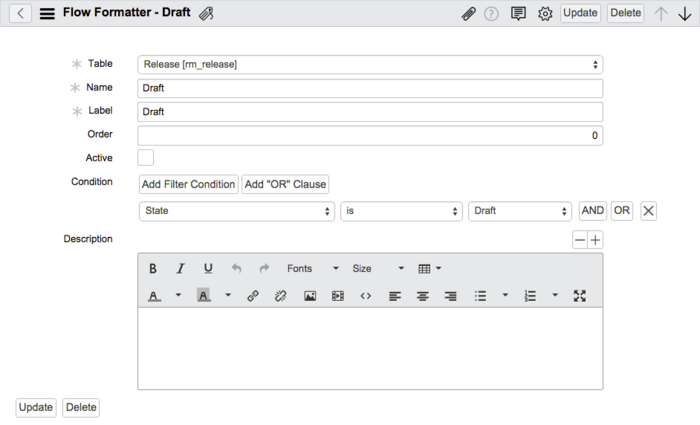 Flow Formatter - Draft
Update Delete
Table Release [rm_release]
Name Draft
Label Draft
Order 0
Active
Condition Add Filter Condition Add "OR" Clause
State is Draft AND OR
Description
B I U Fonts Size
A A
Update Delete